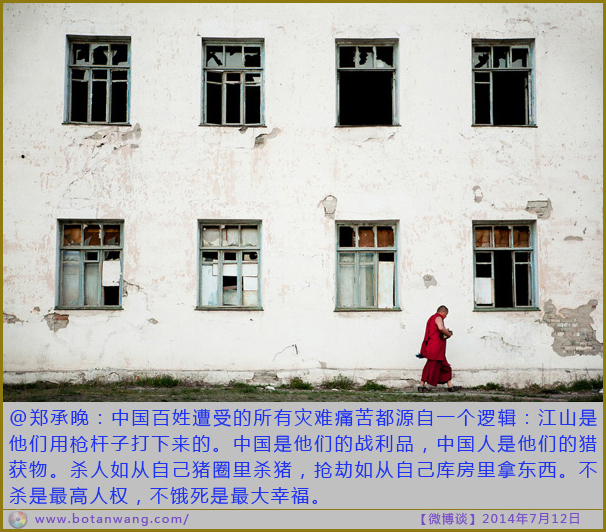 @郑承晚：中国百姓遭受的所有灾难痛苦都源自一个逻辑：江山是
他们用枪杆子打下来的。中国是他们的战利品，中国人是他们的猎
获物。杀人如从自己猪圈里杀猪，抢劫如从自己库房里拿东西。不
杀是最高人权，不饿死是最大幸福。
www.botanwang.com/ 【微博谈】2014年7月12日